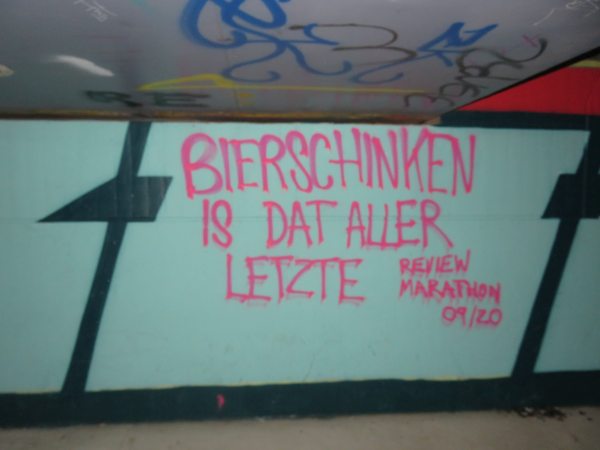 BIERSCHINKEN
IS DAT ALLER
LETZTE
REVIEW
MARATHON
09/20